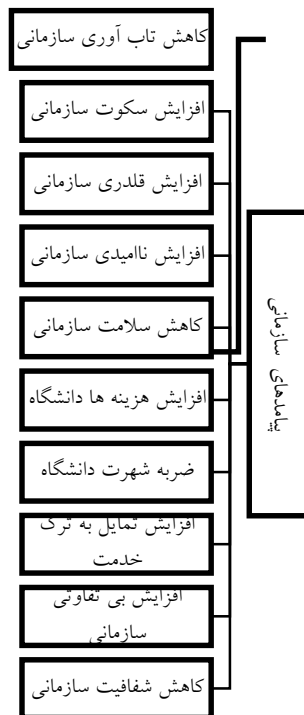 پیامدهای سازمانی
کاهش تاب آوری سازمانی
افزایش سکوت سازمانی
افزایش قلدری سازمانی
افزایش ناامیدی سازمانی
کاهش سلامت سازمانی
افزایش هزینه ها دانشگاه
ضربه شهرت دانشگاه
افزایش تمایل به ترک
خدمت
افزایش بی تفاوتی
سازمانی
کاهش شفافیت سازمانی